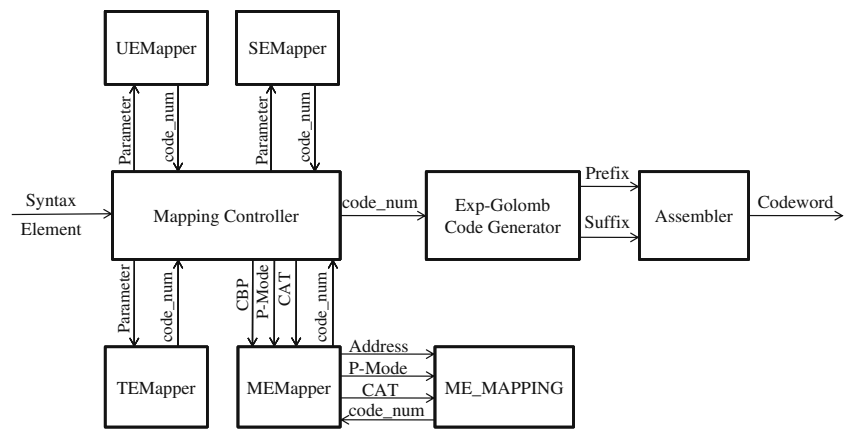 UEMapper
SEMapper
Parameter
code_num
Parameter
code_num
Syntax
Element
Mapping Controller
code_num
Exp-Golomb
Code Generator
Prefix
Suffix
Assembler
Codeword
Parameter
code_num
CBP
P-Mode
CAT
code_num
TEMapper
MEMapper
Address
P-Mode
CAT
code_num
ME_MAPPING